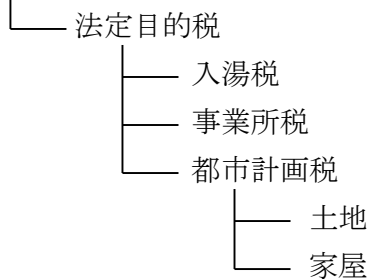 法定目的税
入湯税
事業所税
都市計画税
土地
家屋